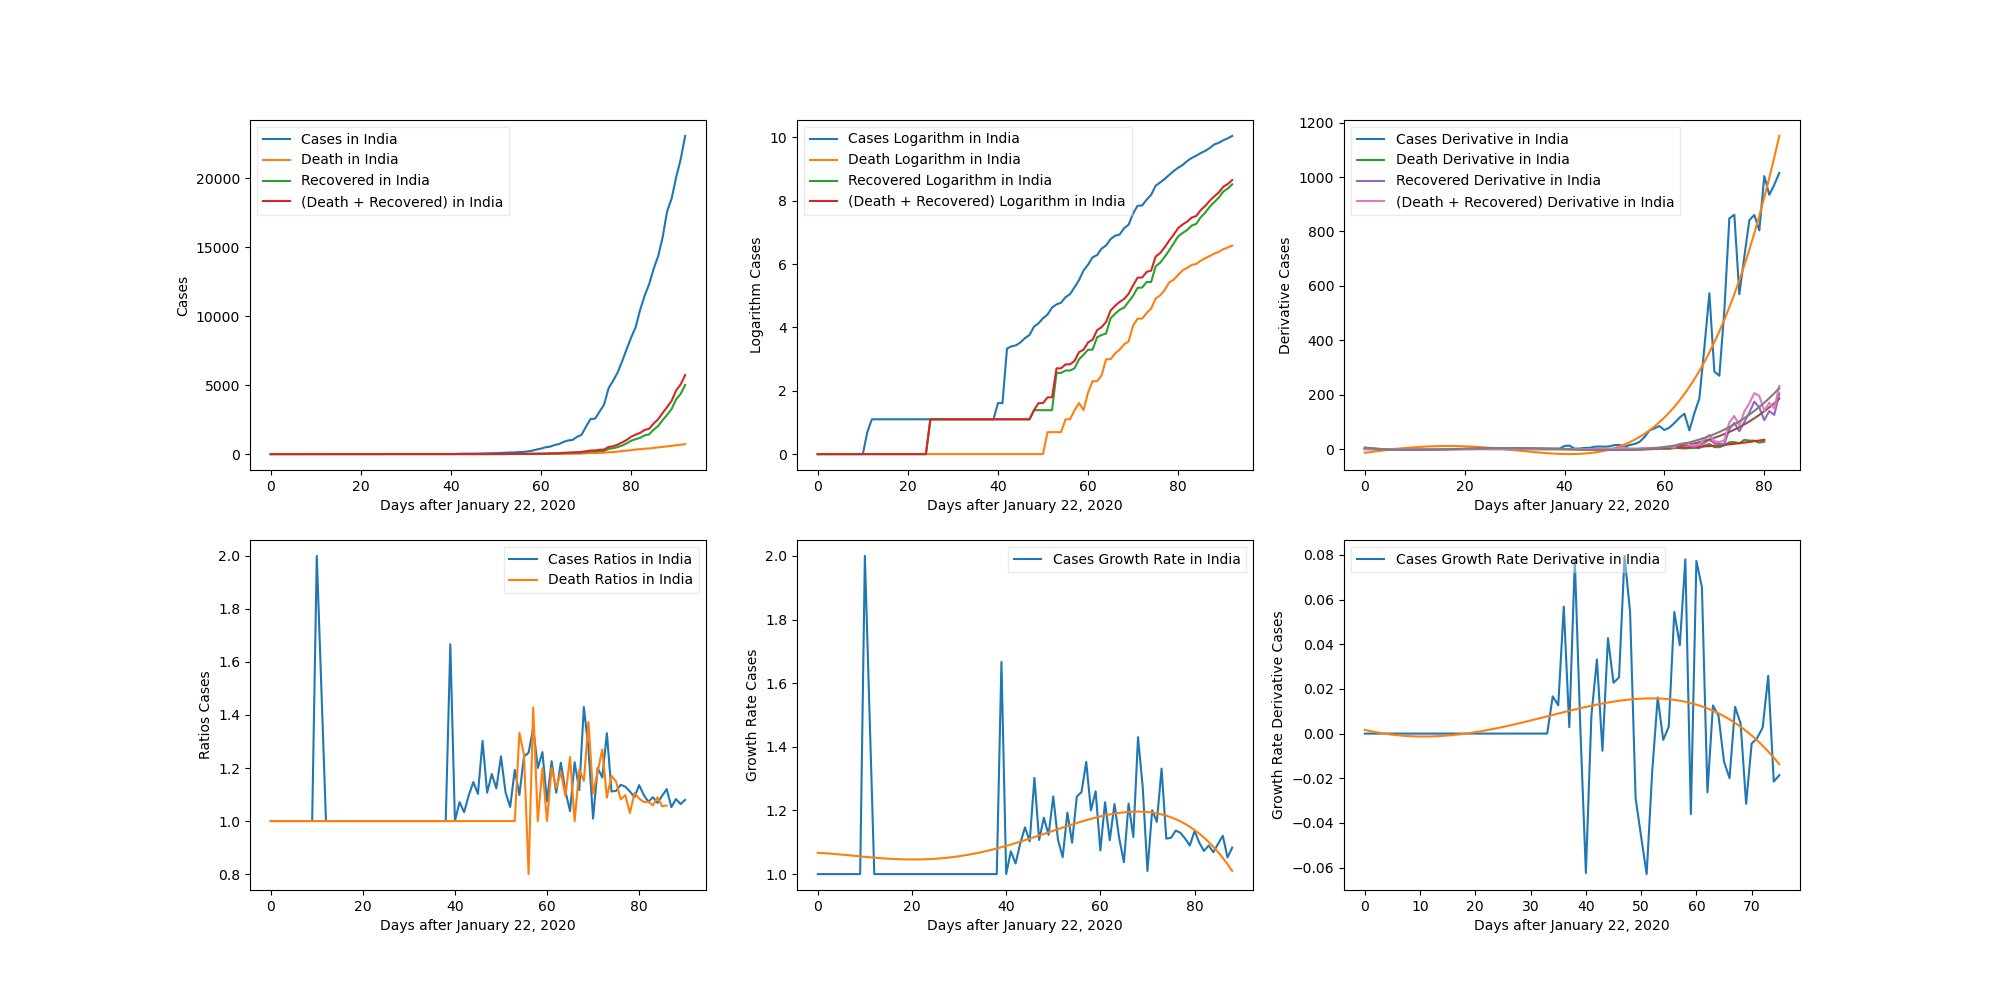 Cases in India
Death in India
Recovered in India
(Death + Recovered) in India
20000
15000
10000
5000
0
Cases
0 20 40 60 80
Days after January 22, 2020
Cases Logarithm in India
Death Logarithm in India
Recovered Logarithm in India
(Death + Recovered) Logarithm in India
10
8
6
4
2
0
Logarithm Cases
0 20 40 60 80
Days after January 22, 2020
Cases Derivative in India
Death Derivative in India
Recovered Derivative in India
(Death + Recovered) Derivative in India
1200
1000
800
600
400
200
0
Derivative Cases
0 20 40 60 80
Days after January 22, 2020
Cases Ratios in India
Death Ratios in India
2.0
1.8
1.6
1.4
1.2
1.0
0.8
Ratios Cases
0 20 40 60 80
Days after January 22, 2020
Cases Growth Rate in India
2.0
1.8
1.6
1.4
1.2
1.0
Growth Rate Cases
0 20 40 60 80
Days after January 22, 2020
Cases Growth Rate Derivative in India
0.08
0.06
0.04
0.02
0.00
−0.02
−0.04
−0.06
Growth Rate Derivative Cases
0 10 20 30 40 50 60 70
Days after January 22, 2020